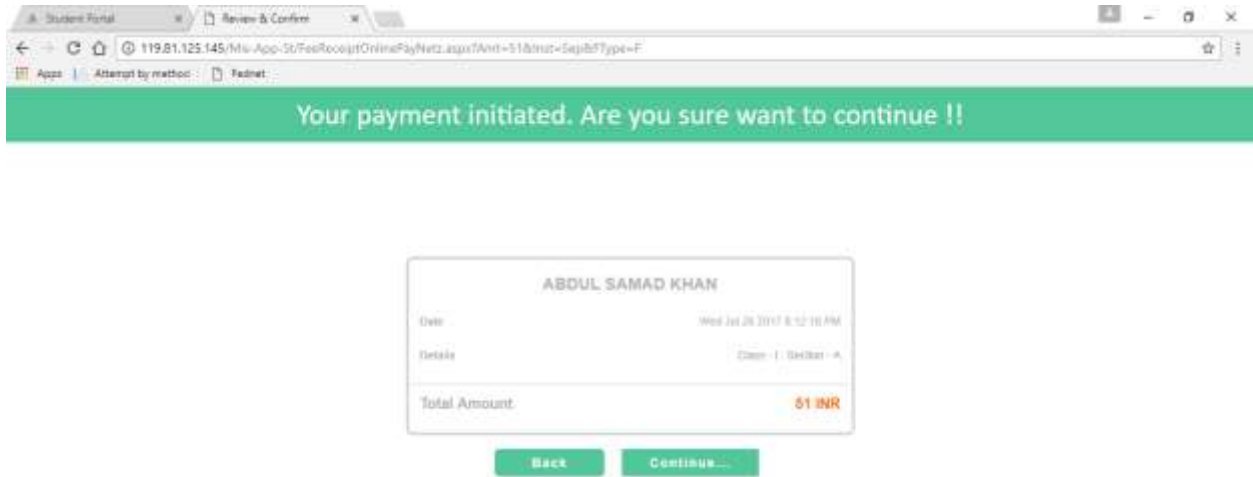 Student Portal
Review & Confirm
119.81.125.145/Mis-App-St/FeeReceiptOnlinePayNetz.aspx?Amt=51&Inst=Sep&FType=F
Apps
Attempt by method
Fednet
Your payment initiated. Are you sure want to continue !!
ABDUL SAMAD KHAN
Date
Wed Jul 26 2017 8:12:16 PM
Details
Class - I Section - A
Total Amount
51 INR
Back
Continue...